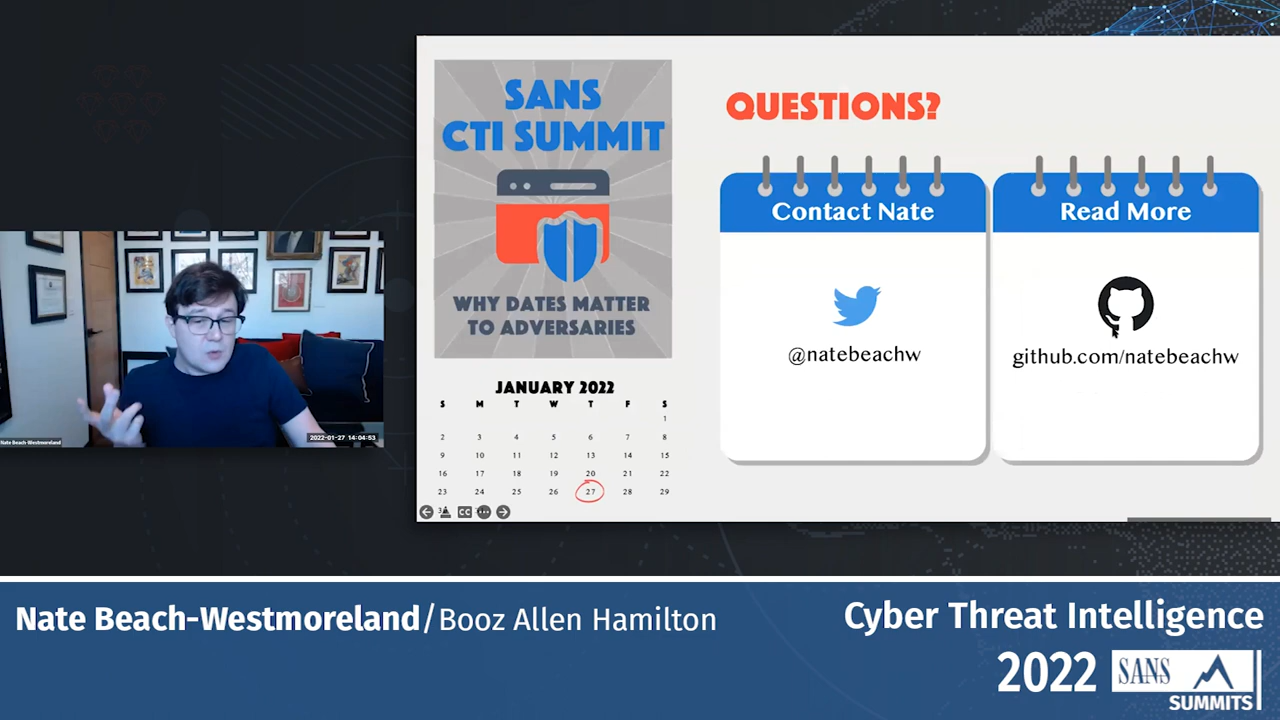 SANS
CTI SUMMIT
WHY DATES MATTER
TO ADVERSARIES
JANUARY 2022
S M T W T F S
1
2 3 4 5 6 7 8
9 10 11 12 13 14 15
16 17 18 19 20 21 22
23 24 25 26 27 28 29
CC
QUESTIONS?
Contact Nate
@natebeachw
Read More
github.com/natebeachw
Nate Beach-Westmoreland
2022-01-27 14:04:53
Nate Beach-Westmoreland/Booz Allen Hamilton
Cyber Threat Intelligence
2022
SANS
SUMMITS